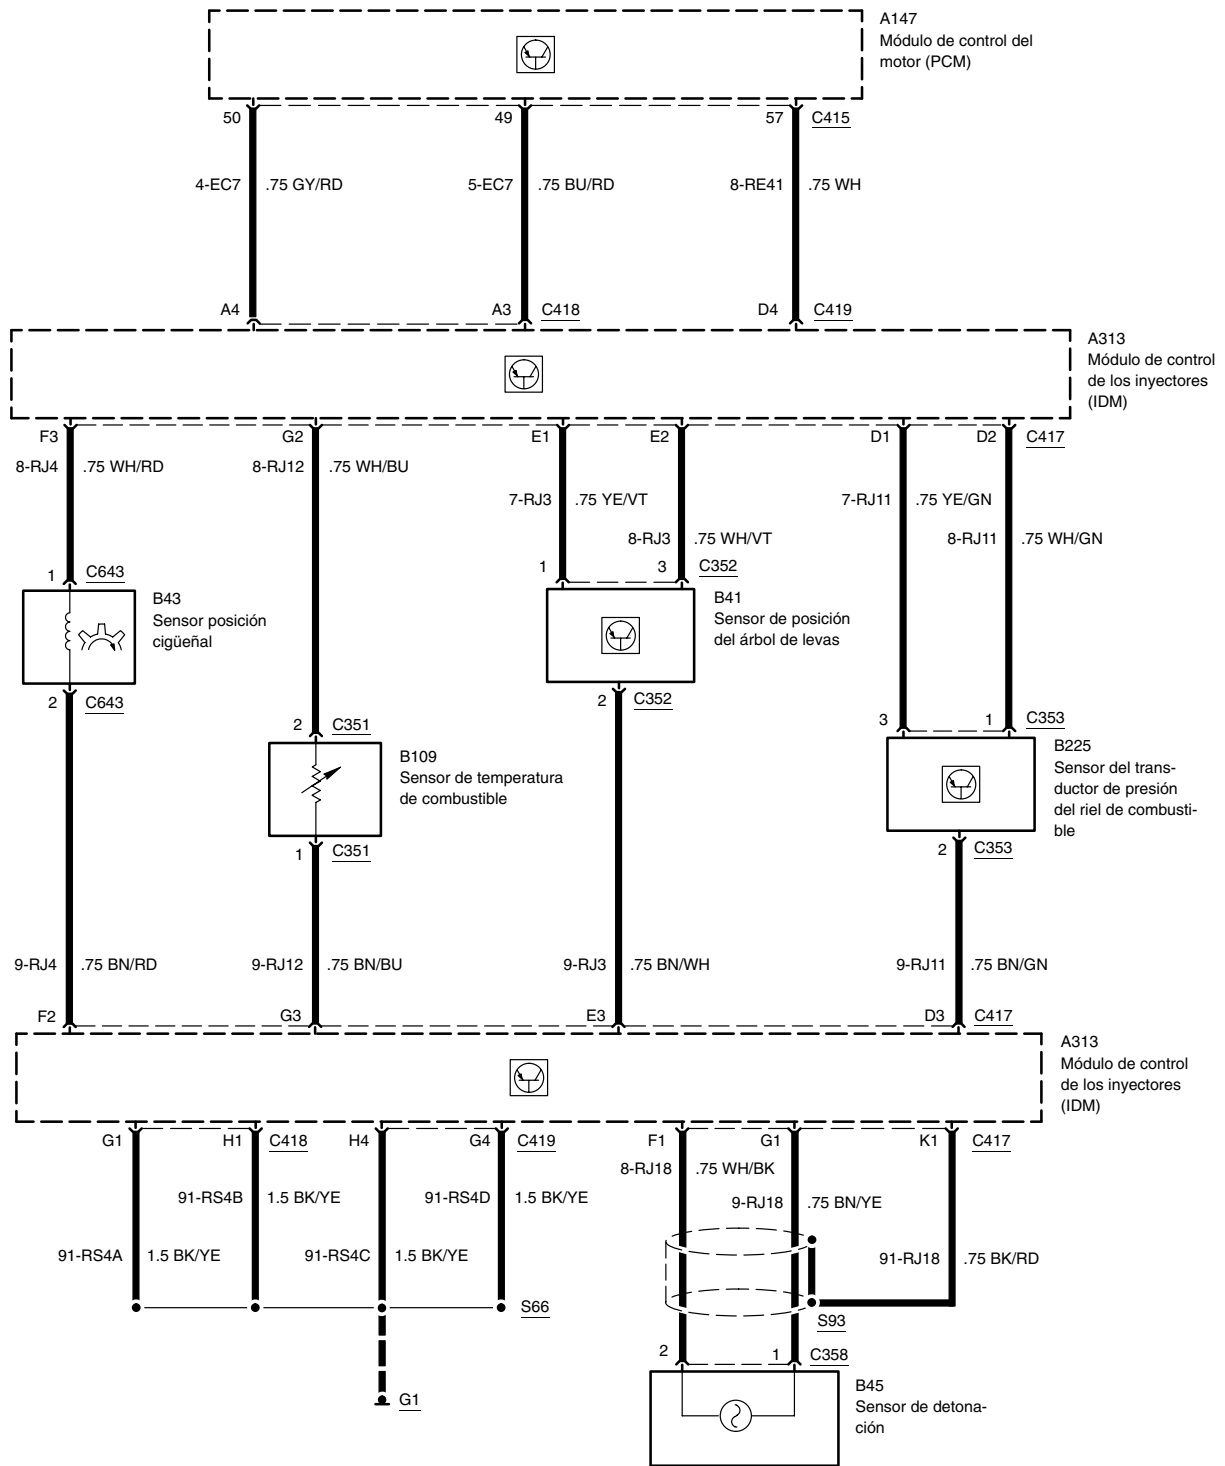 A147
Módulo de control del
motor (PCM)
50
49
57
C415
4-EC7
.75 GY/RD
5-EC7
.75 BU/RD
8-RE41
.75 WH
A4
A3
C418
D4
C419
A313
Módulo de control
de los inyectores
(IDM)
F3
G2
E1
E2
D1
D2
C417
8-RJ4
.75 WH/RD
8-RJ12
.75 WH/BU
7-RJ3
.75 YE/VT
7-RJ11
.75 YE/GN
8-RJ3
.75 WH/VT
8-RJ11
.75 WH/GN
1
C643
1
3
C352
B43
Sensor posición
cigüeñal
B41
Sensor de posición
del árbol de levas
2
C643
2
C352
2
C351
3
1
C353
B109
Sensor de temperatura
de combustible
B225
Sensor del trans-
ductor de presión
del riel de combusti-
ble
1
C351
2
C353
9-RJ4
.75 BN/RD
9-RJ12
.75 BN/BU
9-RJ3
.75 BN/WH
9-RJ11
.75 BN/GN
F2
G3
E3
D3
C417
A313
Módulo de control
de los inyectores
(IDM)
G1
H1
C418
H4
G4
C419
F1
G1
K1
C417
8-RJ18
.75 WH/BK
91-RS4B
1.5 BK/YE
91-RS4D
1.5 BK/YE
9-RJ18
.75 BN/YE
91-RS4A
1.5 BK/YE
91-RS4C
1.5 BK/YE
91-RJ18
.75 BK/RD
S66
S93
2
1
C358
G1
B45
Sensor de detona-
ción